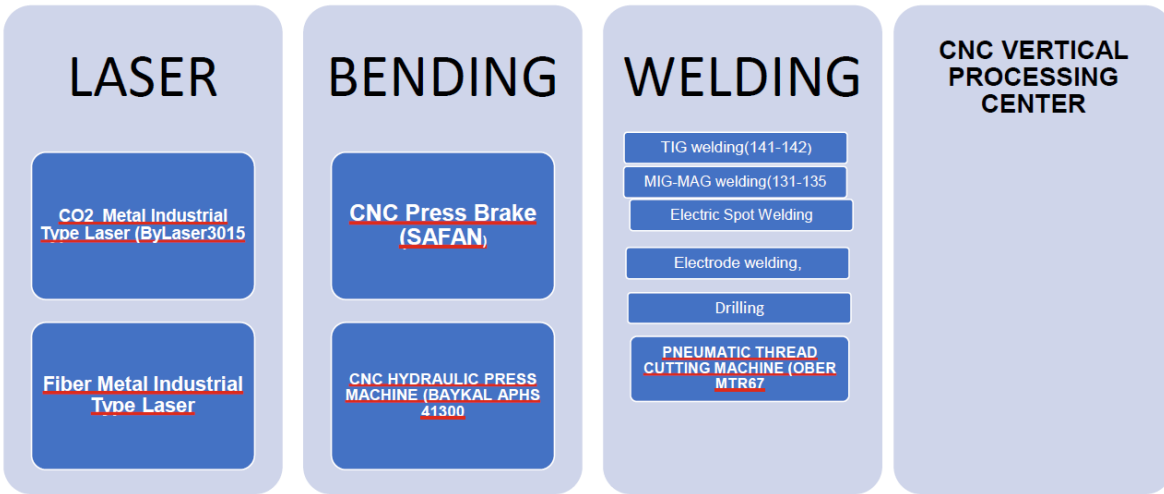 LASER
CO2  Metal Industrial
Type Laser (ByLaser3015
Fiber Metal Industrial
Type Laser
BENDING
CNC Press Brake
(SAFAN)
CNC HYDRAULIC PRESS
MACHINE (BAYKAL APHS
41300
WELDING
TIG welding(141-142)
MIG-MAG welding(131-135
Electric Spot Welding
Electrode welding,
Drilling
PNEUMATIC THREAD
CUTTING MACHINE (OBER
MTR67
CNC VERTICAL
PROCESSING
CENTER